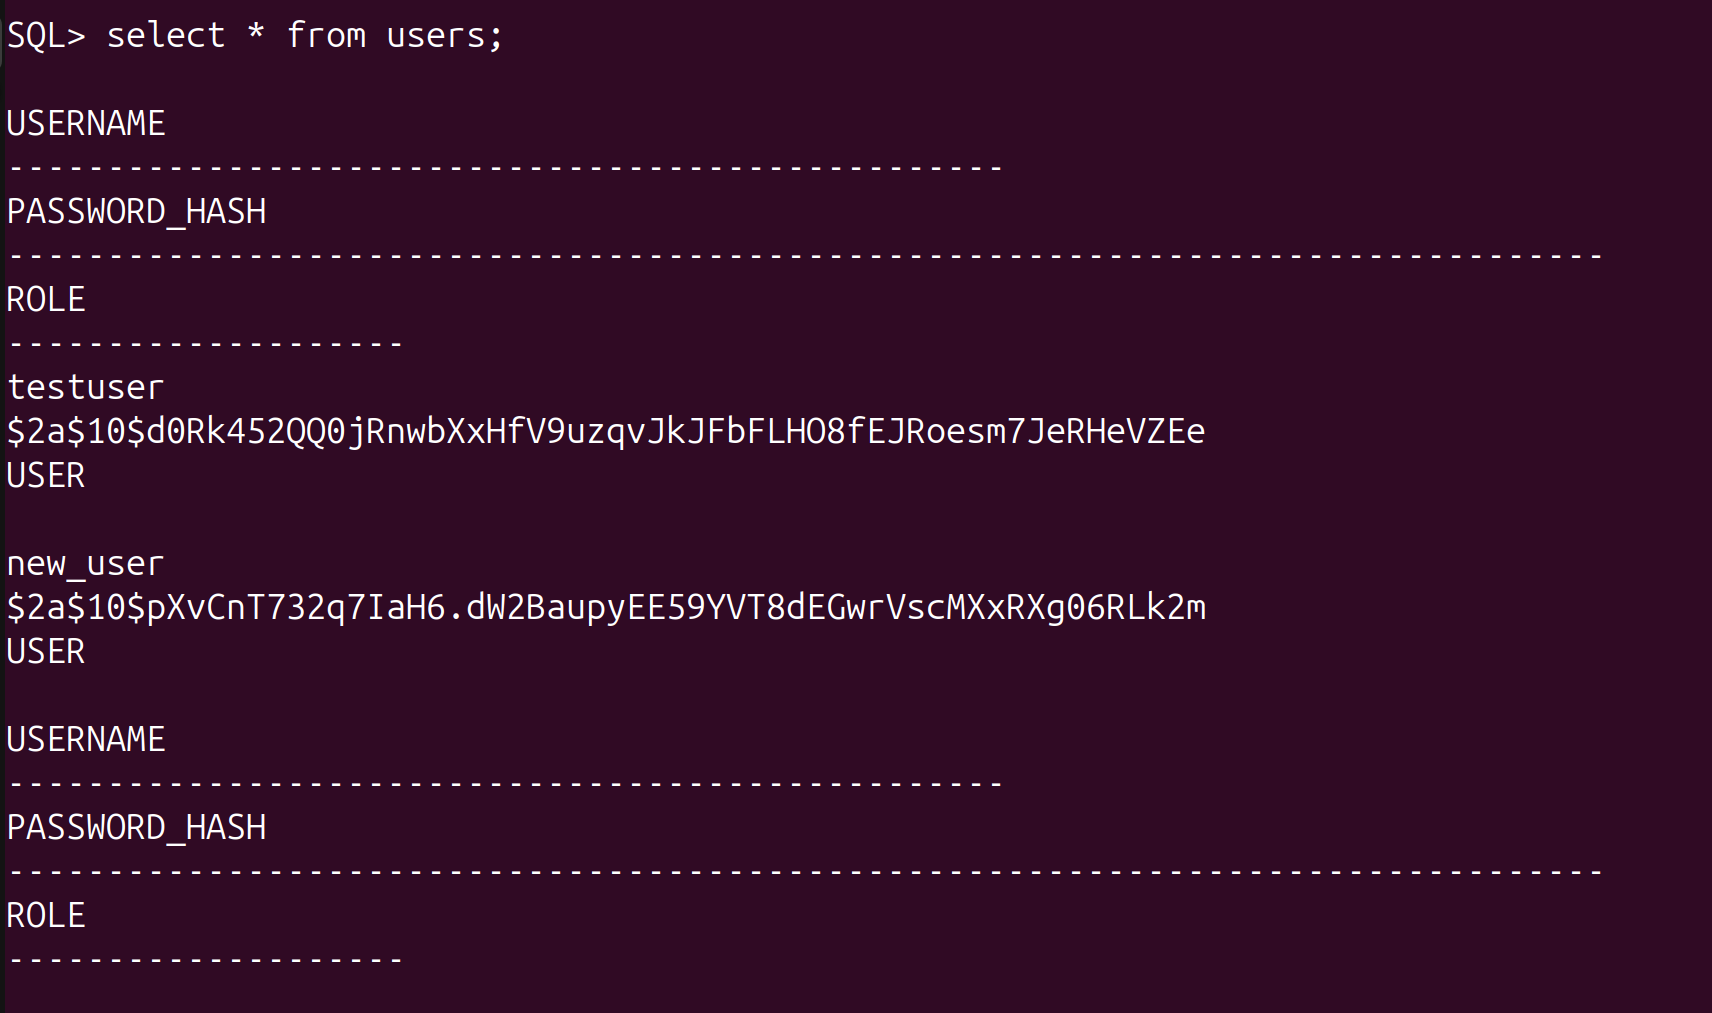 SQL> select * from users;
USERNAME
--------------------------------------------------
PASSWORD_HASH
--------------------------------------------------------------------------------
ROLE
--------------------
testuser
$2a$10$d0Rk452QQ0jRnwbXxHfV9uzqvJkJFbFLHO8fEJRoesm7JeRHeVZEe
USER
new_user
$2a$10$pXvCnT732q7IaH6.dW2BaupyEE59YVT8dEGwrVscMXxRXg06RLk2m
USER
USERNAME
--------------------------------------------------
PASSWORD_HASH
--------------------------------------------------------------------------------
ROLE
--------------------